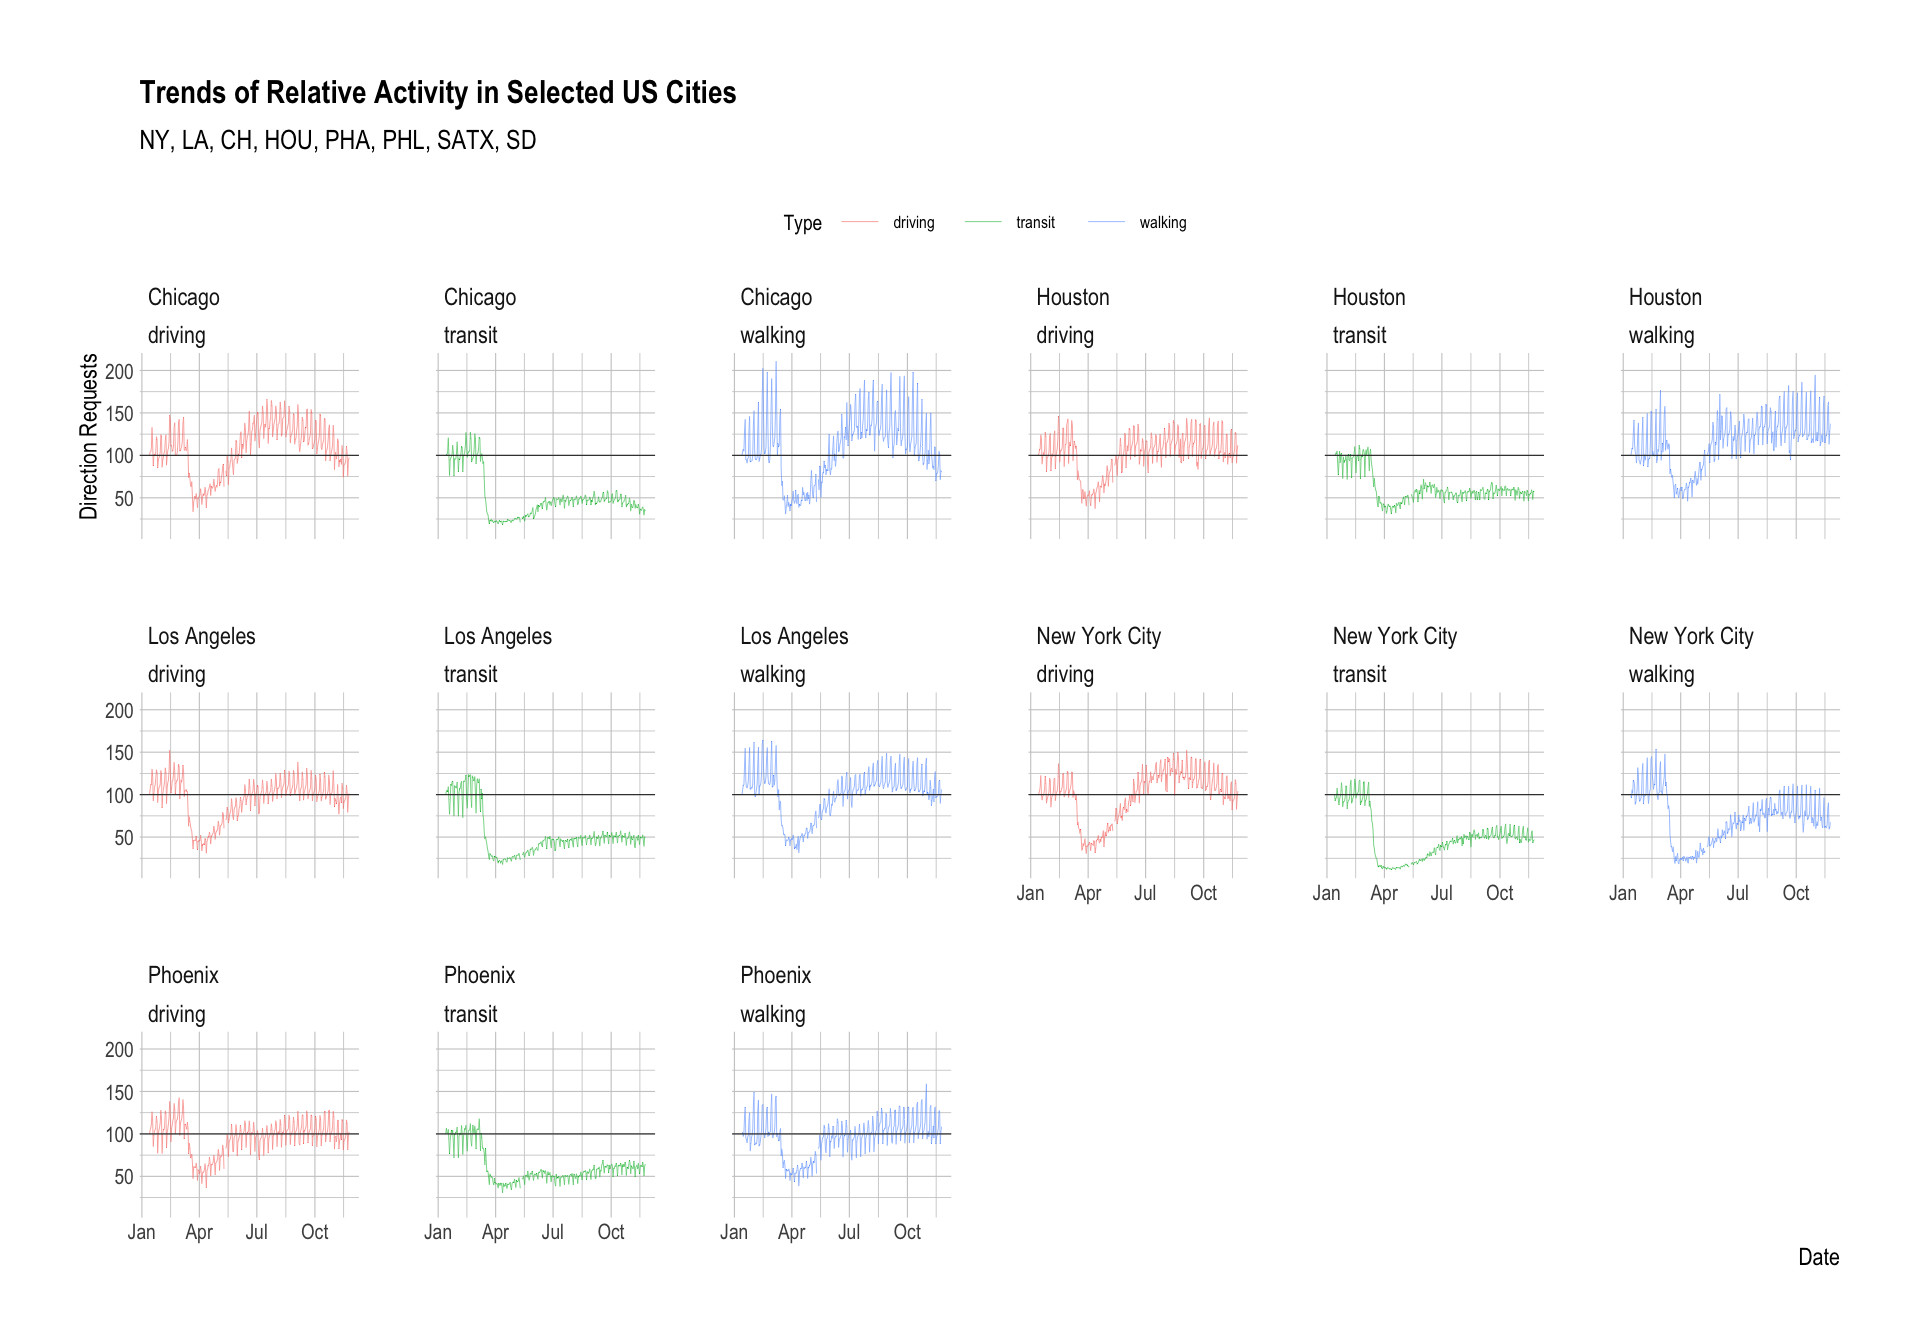 Trends of Relative Activity in Selected US Cities
NY, LA, CH, HOU, PHA, PHL, SATX, SD
Type driving transit walking
Chicago Chicago Chicago Houston Houston Houston
driving transit walking driving transit walking
Direction Requests
200
150
100
50
Los Angeles Los Angeles Los Angeles New York City New York City New York City
driving transit walking driving transit walking
200
150
100
50
Jan Apr Jul Oct Jan Apr Jul Oct Jan Apr Jul Oct
Phoenix Phoenix Phoenix
driving transit walking
200
150
100
50
Jan Apr Jul Oct Jan Apr Jul Oct Jan Apr Jul Oct
Date